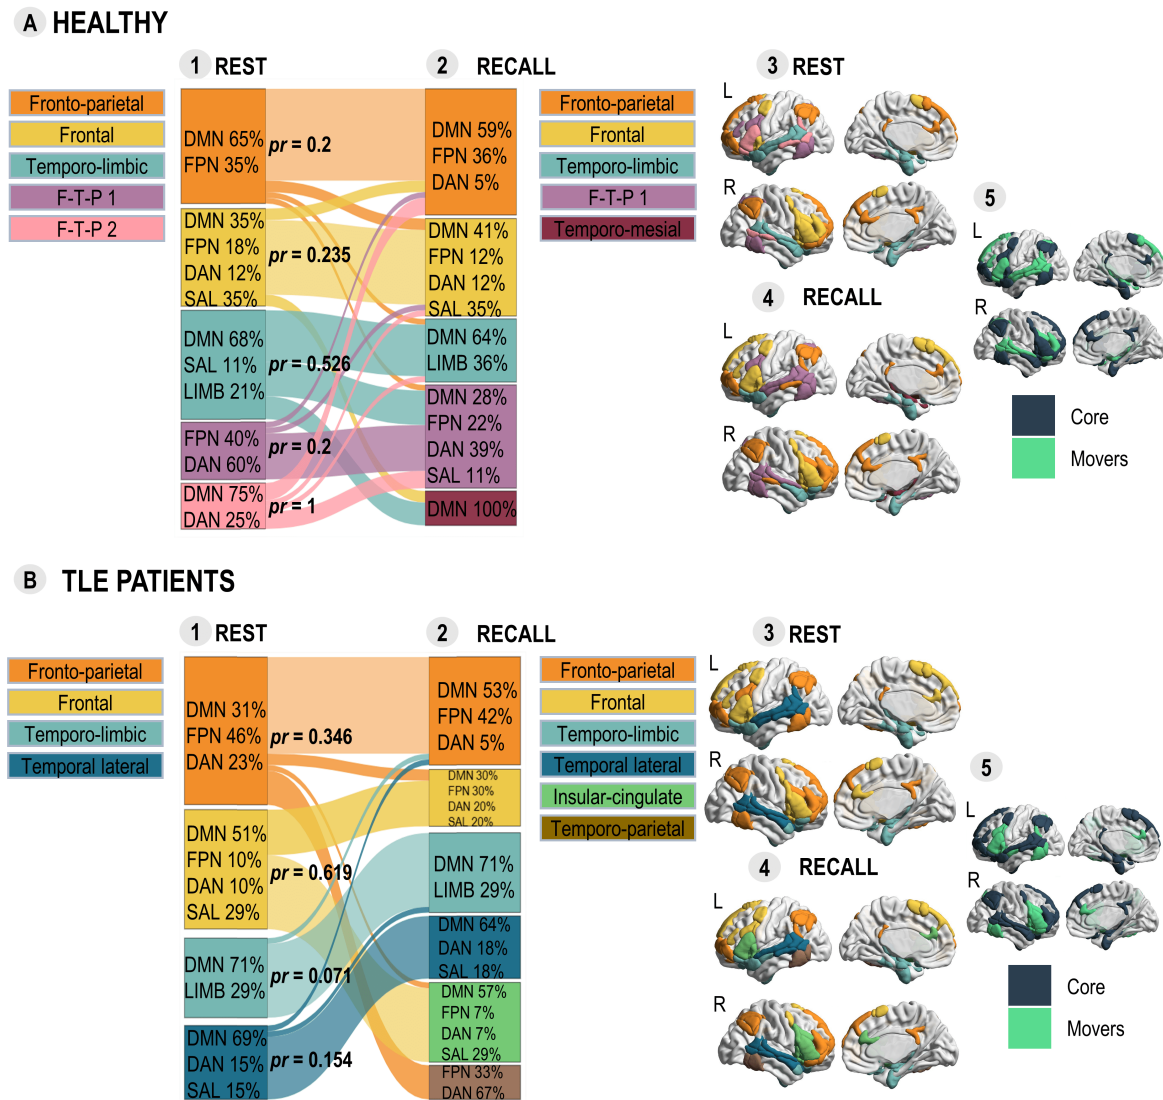 A HEALTHY
1 REST
2 RECALL
3 REST
Fronto-parietal
Frontal
Temporo-limbic
F-T-P 1
F-T-P 2
DMN 65%
FPN 35%
DMN 35%
FPN 18%
DAN 12%
SAL 35%
DMN 68%
SAL 11%
LIMB 21%
FPN 40%
DAN 60%
DMN 75%
DAN 25%
pr = 0.2
pr = 0.235
pr = 0.526
pr = 0.2
pr = 1
DMN 59%
FPN 36%
DAN 5%
DMN 41%
FPN 12%
DAN 12%
SAL 35%
DMN 64%
LIMB 36%
DMN 28%
FPN 22%
DAN 39%
SAL 11%
DMN 100%
Fronto-parietal
Frontal
Temporo-limbic
F-T-P 1
Temporo-mesial
L
R
4 RECALL
L
R
5
L
R
Core
Movers
B TLE PATIENTS
1 REST
2 RECALL
3 REST
Fronto-parietal
Frontal
Temporo-limbic
Temporal lateral
DMN 31%
FPN 46%
DAN 23%
DMN 51%
FPN 10%
DAN 10%
SAL 29%
DMN 71%
LIMB 29%
DMN 69%
DAN 15%
SAL 15%
pr = 0.346
pr = 0.619
pr = 0.071
pr = 0.154
DMN 53%
FPN 42%
DAN 5%
DMN 30%
FPN 30%
DAN 20%
SAL 20%
DMN 71%
LIMB 29%
DMN 64%
DAN 18%
SAL 18%
DMN 57%
FPN 7%
DAN 7%
SAL 29%
FPN 33%
DAN 67%
Fronto-parietal
Frontal
Temporo-limbic
Temporal lateral
Insular-cingulate
Temporo-parietal
L
R
4 RECALL
L
R
5
L
R
Core
Movers